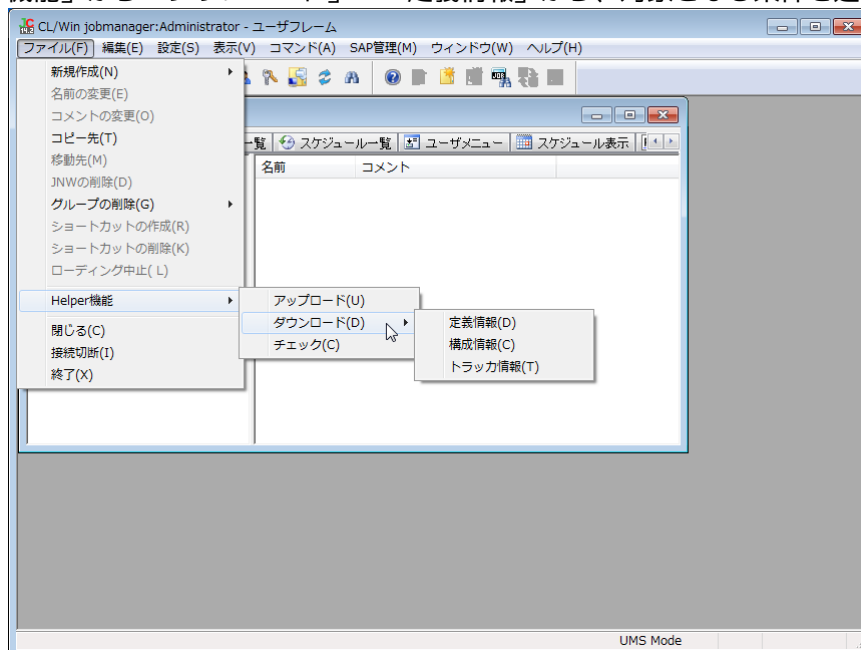 CL/Win jobmanager:Administrator - ユーザフレーム
ファイル(F) 編集(E) 設定(S) 表示(V) コマンド(A) SAP管理(M) ウィンドウ(W) ヘルプ(H)
新規作成(N)
名前の変更(E)
コメントの変更(O)
コピー先(T)
移動先(M)
JNWの削除(D)
グループの削除(G)
ショートカットの作成(R)
ショートカットの削除(K)
ローディング中止( L)
Helper機能
閉じる(C)
接続切断(I)
終了(X)
一覧 スケジュール一覧 ユーザメニュー スケジュール表示
名前 コメント
アップロード(U)
ダウンロード(D)
チェック(C)
定義情報(D)
構成情報(C)
トラッカ情報(T)
UMS Mode